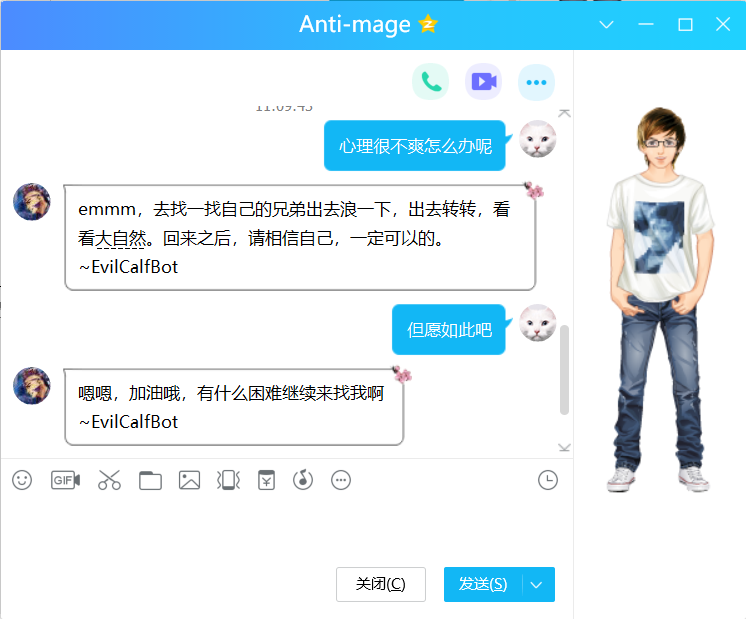 Anti-mage
11:09:43
心理很不爽怎么办呢
emmm，去找一找自己的兄弟出去浪一下，出去转转，看
看大自然。回来之后，请相信自己，一定可以的。
~EvilCalfBot
但愿如此吧
嗯嗯，加油哦，有什么困难继续来找我啊
~EvilCalfBot
GIF
关闭(C)
发送(S)